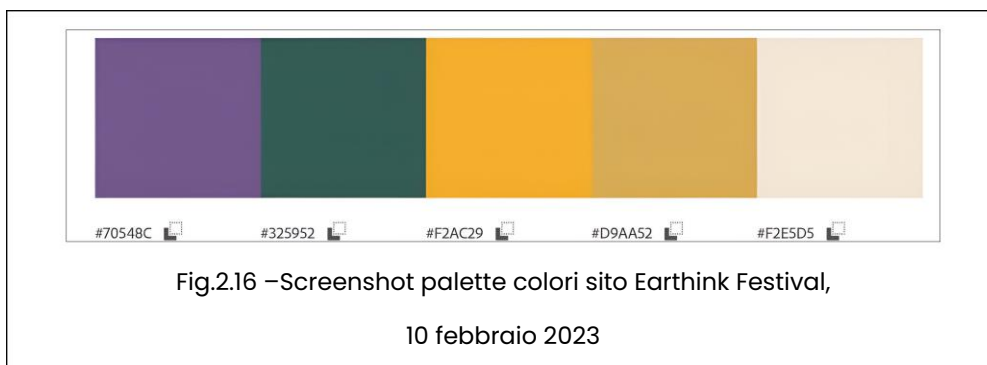 #70548C #325952 #F2AC29 #D9AA52 #F2E5D5
Fig.2.16 –Screenshot palette colori sito Earthink Festival,
10 febbraio 2023